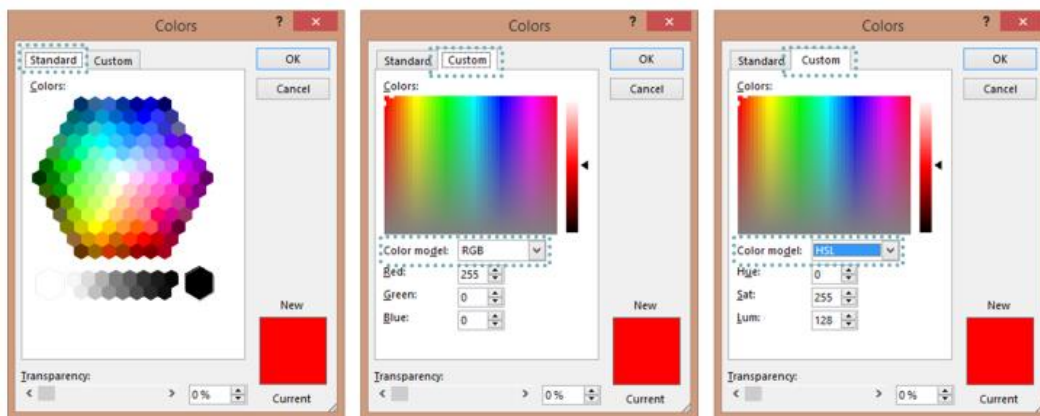 Colors ? ×
Standard Custom OK
Colors: Cancel
New
Transparency:
< > 0 % Current
Colors ? ×
Standard Custom OK
Colors: Cancel
Color model: RGB
Red: 255
Green: 0
Blue: 0
New
Transparency:
< > 0 % Current
Colors ? ×
Standard Custom OK
Colors: Cancel
Color model: HSL
Hue: 0
Sat: 255
Lum: 128
New
Transparency:
< > 0 % Current